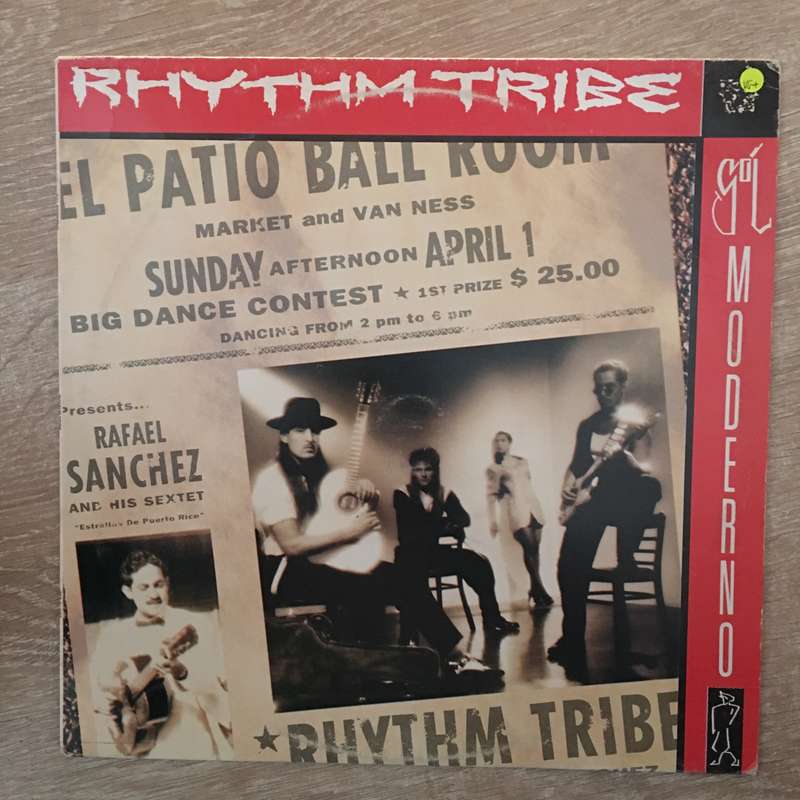 RHYTHM TRIBE
VG+
SOL
MODERNO
EL PATIO BALL ROOM
MARKET and VAN NESS
SUNDAY AFTERNOON APRIL 1
BIG DANCE CONTEST ★ 1ST PRIZE $ 25.00
DANCING FROM 2 pm to 6 pm
Presents...
RAFAEL
SANCHEZ
AND HIS SEXTET
"Estrellas De Puerto Rico"
★RHYTHM TRIBE